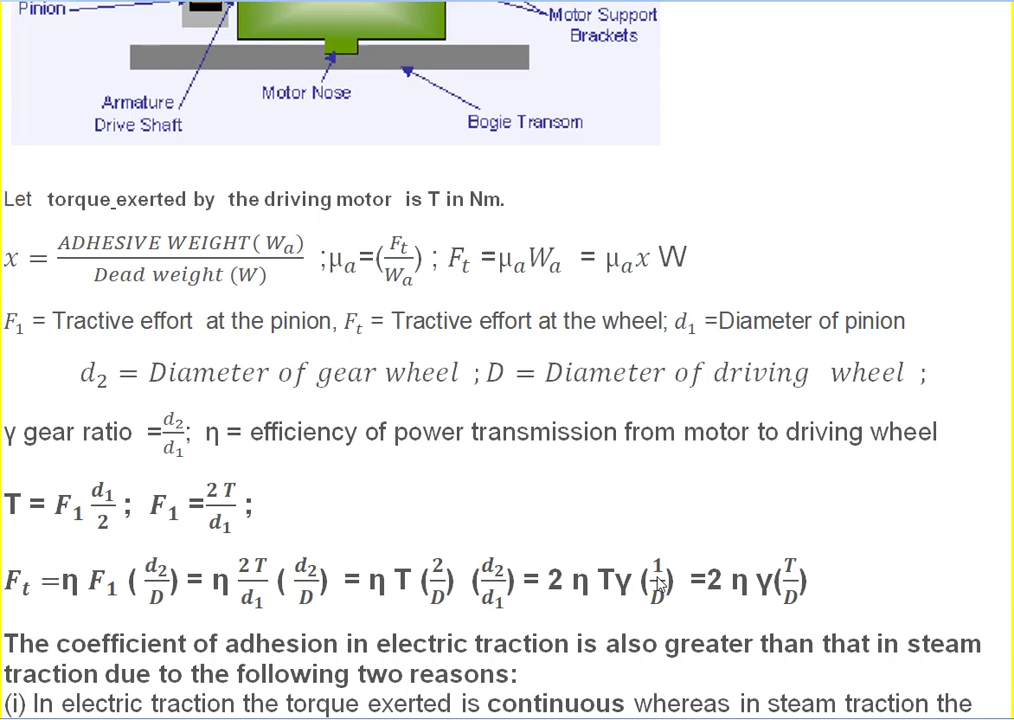 Pinion
Motor Support
Brackets
Motor Nose
Armature
Drive Shaft
Bogie Transom
Let torque exerted by the driving motor is T in Nm.
x = ADHESIVE WEIGHT( Wₐ) / Dead weight (W) ;μₐ=(Fₜ/Wₐ) ; Fₜ =μₐWₐ = μₐx W
F₁ = Tractive effort at the pinion, Fₜ = Tractive effort at the wheel; d₁ =Diameter of pinion
d₂ = Diameter of gear wheel ; D = Diameter of driving wheel ;
γ gear ratio =d₂/d₁; η = efficiency of power transmission from motor to driving wheel
T = F₁ d₁/2 ; F₁ =2 T/d₁ ;
Fₜ =η F₁ ( d₂/D) = η 2 T/d₁ ( d₂/D) = η T (2/D) (d₂/d₁) = 2 η Tγ (1/D) =2 η γ(T/D)
The coefficient of adhesion in electric traction is also greater than that in steam
traction due to the following two reasons:
(i) In electric traction the torque exerted is continuous whereas in steam traction the